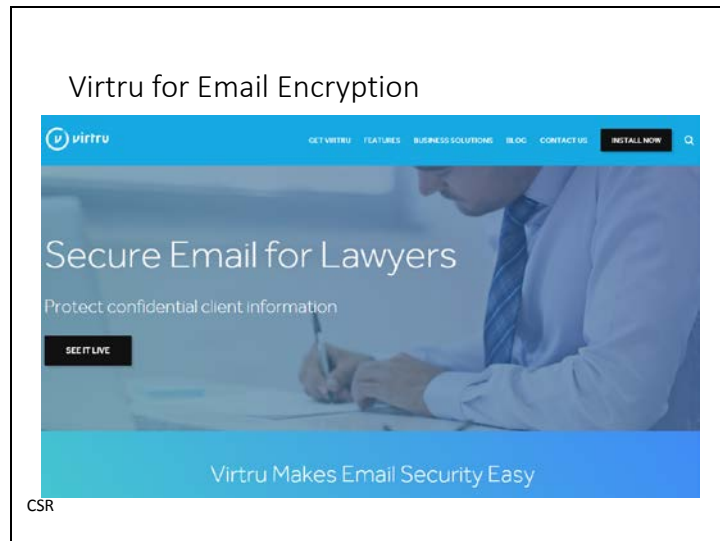 Virtru for Email Encryption
virtru
GET VIRTRU FEATURES BUSINESS SOLUTIONS BLOG CONTACT US INSTALL NOW
Secure Email for Lawyers
Protect confidential client information
SEE IT LIVE
Virtru Makes Email Security Easy
CSR